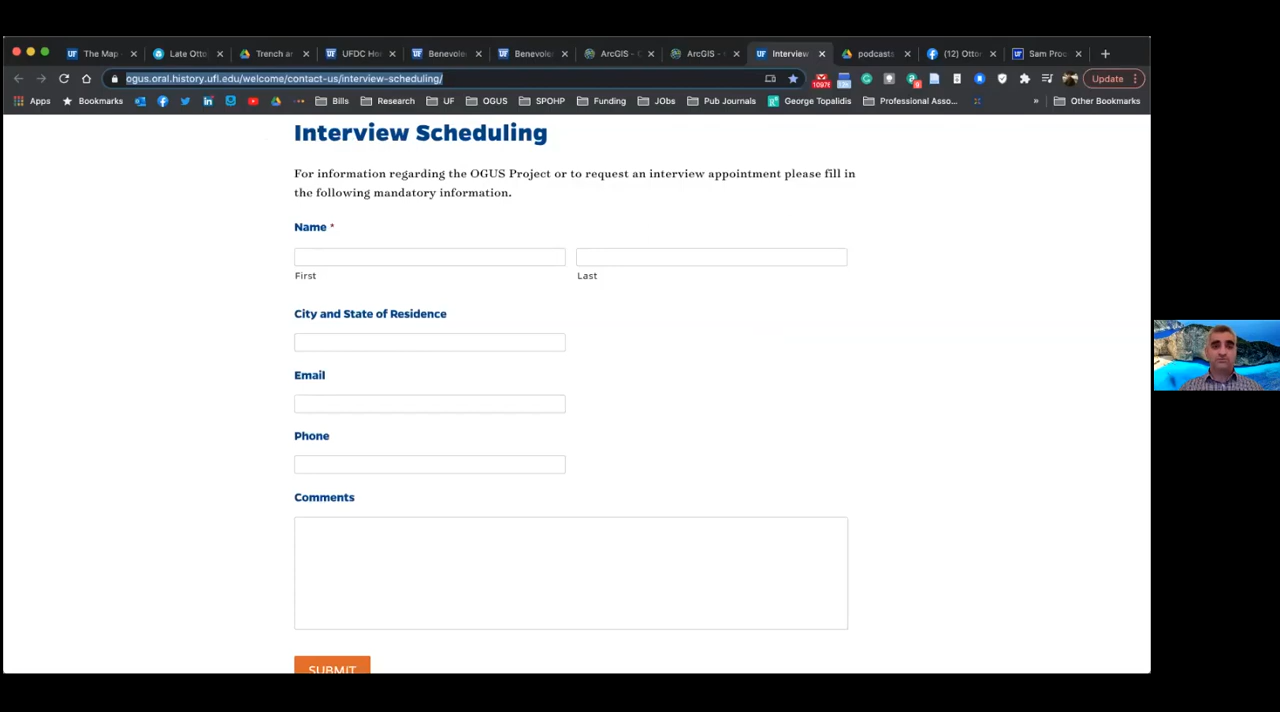 The Map
Late Otto
Trench ar
UFDC Ho
Benevole
Benevole
ArcGIS - C
ArcGIS -
Interview
podcasts
(12) Ottor
Sam Proc
ogus.oral.history.ufl.edu/welcome/contact-us/interview-scheduling/
Update
Apps
Bookmarks
Bills
Research
UF
OGUS
SPOHP
Funding
JObs
Pub Journals
George Topalidis
Professional Asso...
»
Other Bookmarks
Interview Scheduling
For information regarding the OGUS Project or to request an interview appointment please fill in
the following mandatory information.
Name *
First
Last
City and State of Residence
Email
Phone
Comments
SUBMIT